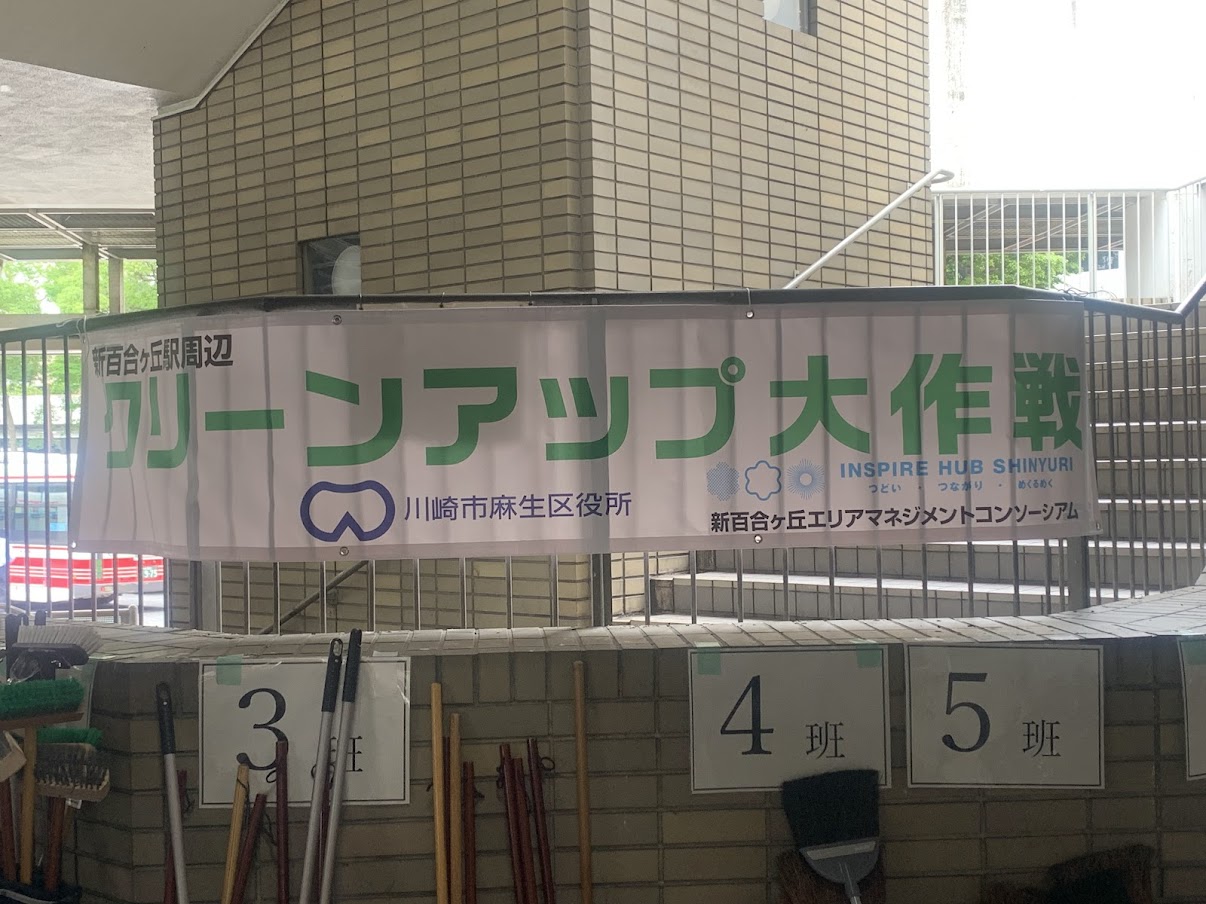 新百合ヶ丘駅周辺
クリーンアップ大作戦
川崎市麻生区役所
INSPIRE HUB SHINYURI
つどい ・ つながり ・ めくるめく
新百合ヶ丘エリアマネジメントコンソーシアム
3 班
4 班
5 班